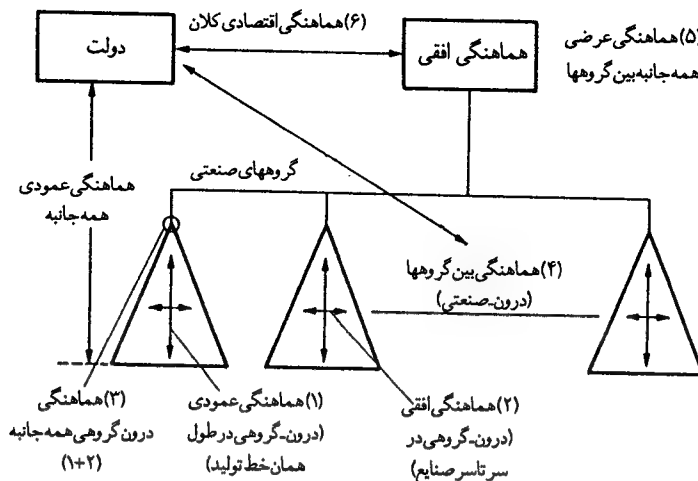 دولت
(۶) هماهنگی اقتصادی کلان
هماهنگی افقی
(۵) هماهنگی عرضی
همه جانبه بین گروهها
هماهنگی عمودی
همه جانبه
گروههای صنعتی
(۴) هماهنگی بین گروهها
(درون-صنعتی)
(۳) هماهنگی
درون گروهی همه جانبه
(۱+۲)
(۱) هماهنگی عمودی
(درون-گروهی در طول
همان خط تولید)
(۲) هماهنگی افقی
(درون-گروهی در
سرتاسر صنایع)